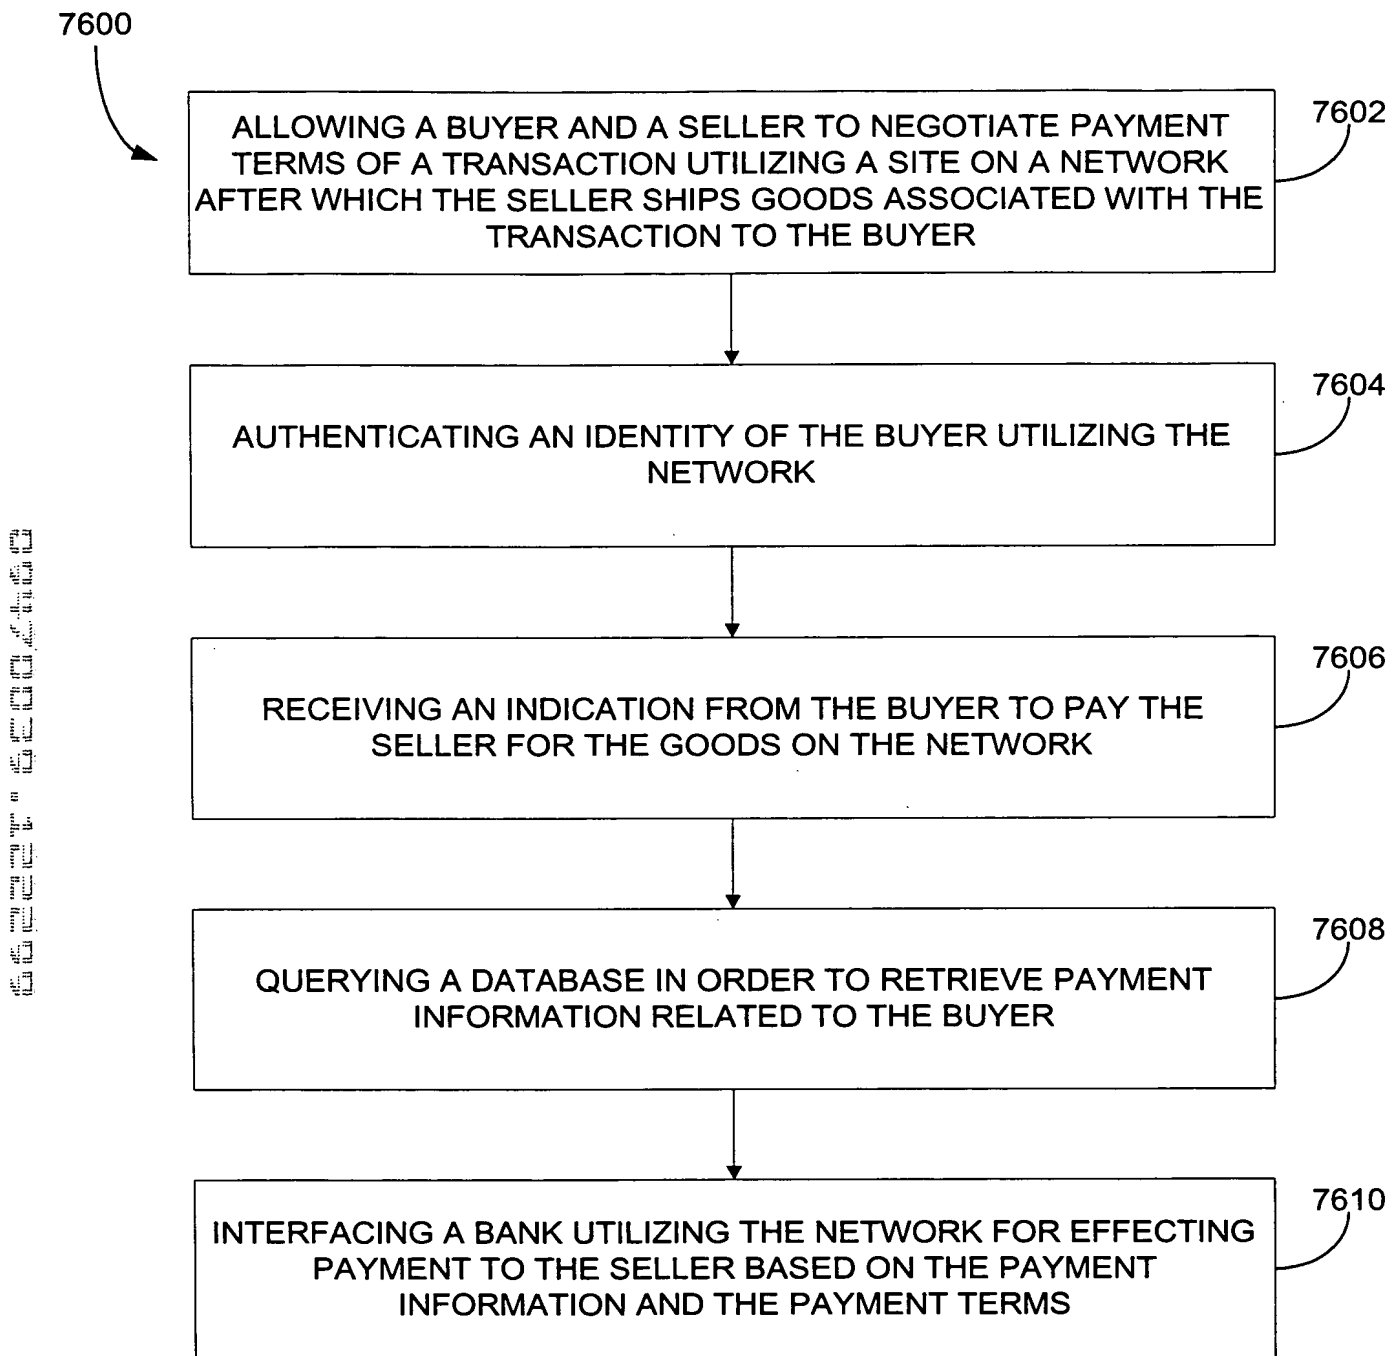 7600
7602
ALLOWING A BUYER AND A SELLER TO NEGOTIATE PAYMENT
TERMS OF A TRANSACTION UTILIZING A SITE ON A NETWORK
AFTER WHICH THE SELLER SHIPS GOODS ASSOCIATED WITH THE
TRANSACTION TO THE BUYER
7604
AUTHENTICATING AN IDENTITY OF THE BUYER UTILIZING THE
NETWORK
7606
RECEIVING AN INDICATION FROM THE BUYER TO PAY THE
SELLER FOR THE GOODS ON THE NETWORK
7608
QUERYING A DATABASE IN ORDER TO RETRIEVE PAYMENT
INFORMATION RELATED TO THE BUYER
7610
INTERFACING A BANK UTILIZING THE NETWORK FOR EFFECTING
PAYMENT TO THE SELLER BASED ON THE PAYMENT
INFORMATION AND THE PAYMENT TERMS